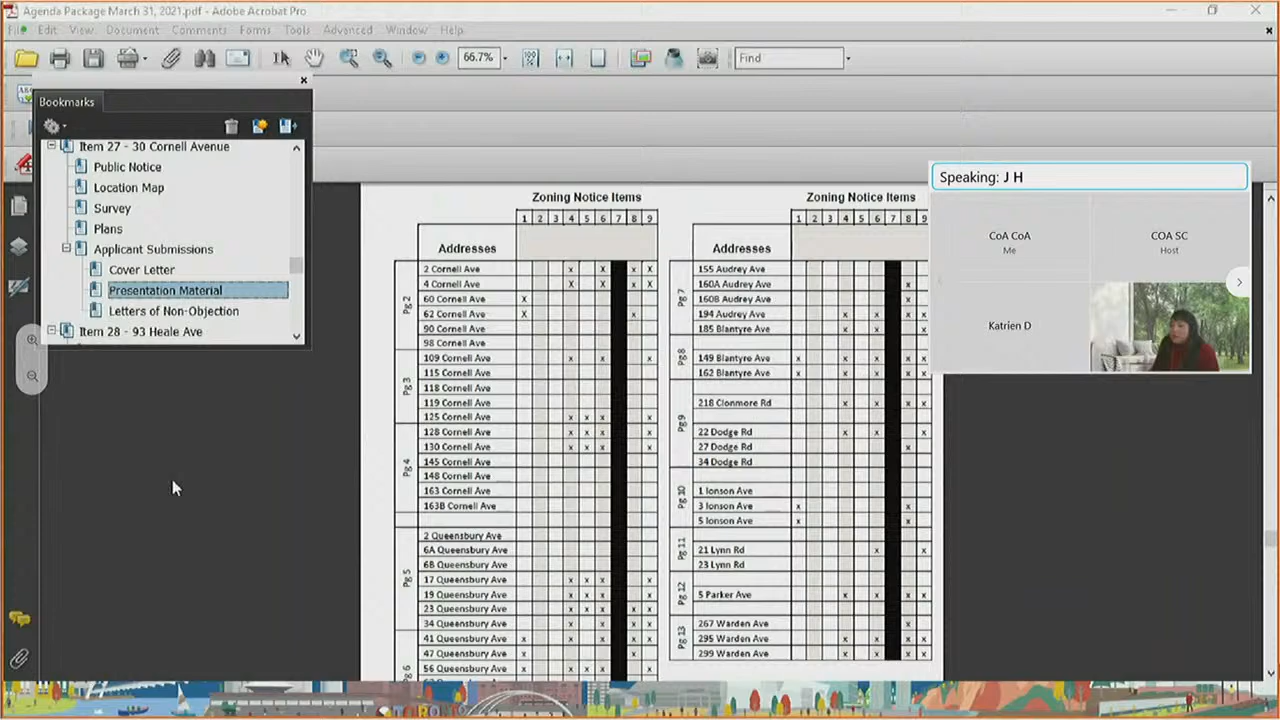 Agenda Package March 31, 2021.pdf - Adobe Acrobat Pro
File Edit View Document Comments Forms Tools Advanced Window Help
66.7% Find
Bookmarks
Item 27 - 30 Cornell Avenue
Public Notice
Location Map
Survey
Plans
Applicant Submissions
Cover Letter
Presentation Material
Letters of Non-Objection
Item 28 - 93 Heale Ave
Speaking: J H
CoA CoA
Me
COA SC
Host
Katrien D
Zoning Notice Items
1 2 3 4 5 6 7 8 9
Addresses
Pg 2
2 Cornell Ave x x x x
4 Cornell Ave x x x x
60 Cornell Ave x
62 Cornell Ave x x
90 Cornell Ave
98 Cornell Ave
Pg 3
109 Cornell Ave x x x
115 Cornell Ave
118 Cornell Ave
119 Cornell Ave
125 Cornell Ave x x x x
Pg 4
128 Cornell Ave x x x x
130 Cornell Ave x x x x
145 Cornell Ave
148 Cornell Ave
163 Cornell Ave
163B Cornell Ave
Pg 5
2 Queensbury Ave
6A Queensbury Ave
6B Queensbury Ave
17 Queensbury Ave x x x x
19 Queensbury Ave x x x x
23 Queensbury Ave x x x x x
34 Queensbury Ave x x x x
Pg 6
41 Queensbury Ave x x x x x
47 Queensbury Ave x x x
56 Queensbury Ave x x x x x
Zoning Notice Items
1 2 3 4 5 6 7 8 9
Addresses
Pg 7
155 Audrey Ave
160A Audrey Ave x
160B Audrey Ave x
194 Audrey Ave x x x x
185 Blantyre Ave x x x
Pg 8
149 Blantyre Ave x x x x x
162 Blantyre Ave x x x x x
Pg 9
218 Clonmore Rd x x x x
22 Dodge Rd x x x x
27 Dodge Rd x
34 Dodge Rd
Pg 10
1 Ionson Ave
3 Ionson Ave x x
5 Ionson Ave x x
Pg 11
21 Lynn Rd x x
23 Lynn Rd
Pg 12
5 Parker Ave x x x x
Pg 13
267 Warden Ave x
295 Warden Ave x x x x
299 Warden Ave x x x x
TORONTO